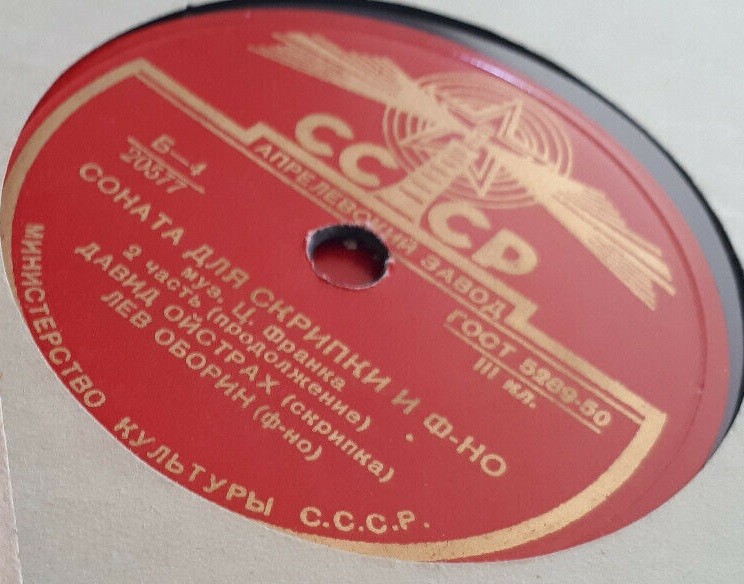 СССР
АПРЕЛЕВСКИЙ ЗАВОД
Б—4
20577
ГОСТ 5289-50
III кл.
СОНАТА ДЛЯ СКРИПКИ И Ф-НО
муз. Ц. Франка
2 часть (продолжение)
ДАВИД ОЙСТРАХ (скрипка)
ЛЕВ ОБОРИН (ф-но)
МИНИСТЕРСТВО КУЛЬТУРЫ С.С.С.Р.